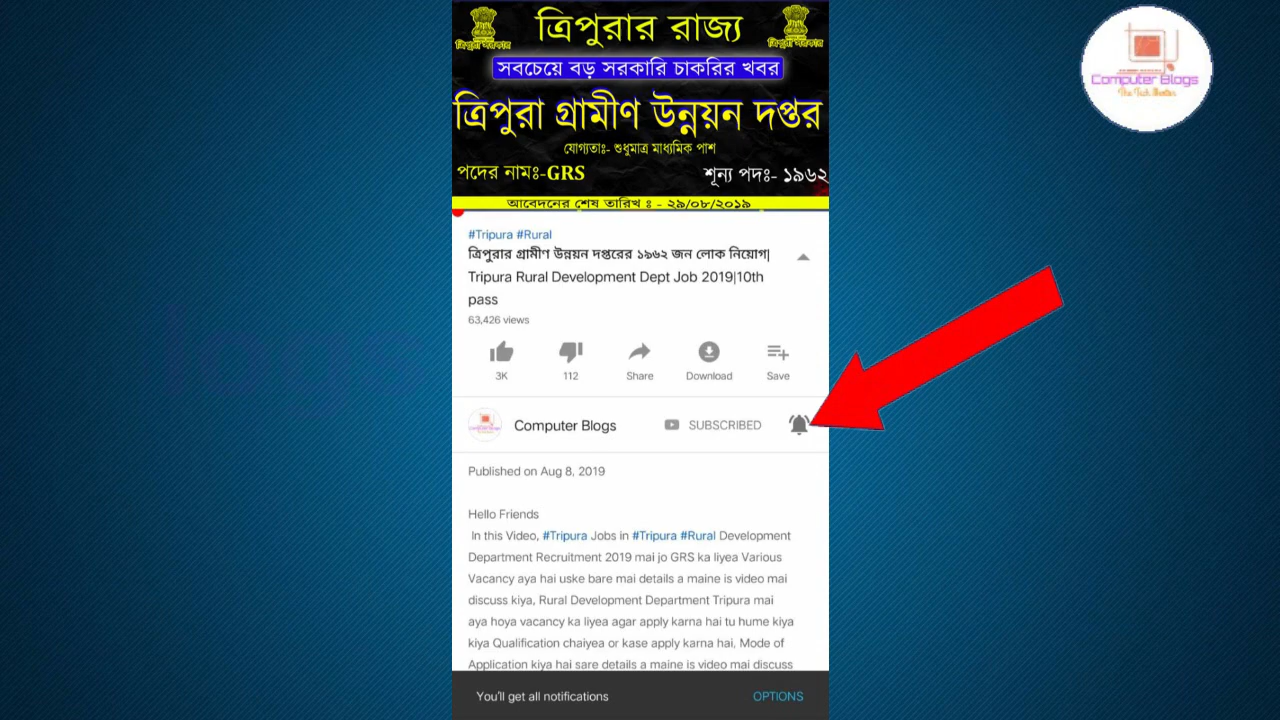 ত্রিপুরার রাজ্য
ত্রিপুরা সরকার
ত্রিপুরা সরকার
সবচেয়ে বড় সরকারি চাকরির খবর
ত্রিপুরা গ্রামীণ উন্নয়ন দপ্তর
যোগ্যতাঃ- শুধুমাত্র মাধ্যমিক পাশ
পদের নামঃ-GRS
শূন্য পদঃ- ১৯৬২
আবেদনের শেষ তারিখ ঃ - ২৯/০৮/২০১৯
Computer Blogs
#Tripura #Rural
ত্রিপুরার গ্রামীণ উন্নয়ন দপ্তরের ১৯৬২ জন লোক নিয়োগ|
Tripura Rural Development Dept Job 2019|10th
pass
63,426 views
3K 112 Share Download Save
Computer Blogs SUBSCRIBED
Published on Aug 8, 2019
Hello Friends
In this Video, #Tripura Jobs in #Tripura #Rural Development
Department Recruitment 2019 mai jo GRS ka liyea Various
Vacancy aya hai uske bare mai details a maine is video mai
discuss kiya, Rural Development Department Tripura mai
aya hoya vacancy ka liyea agar apply karna hai tu hume kiya
kiya Qualification chaiyea or kase apply karna hai, Mode of
Application kiya hai sare details a maine is video mai discuss
You'll get all notifications OPTIONS